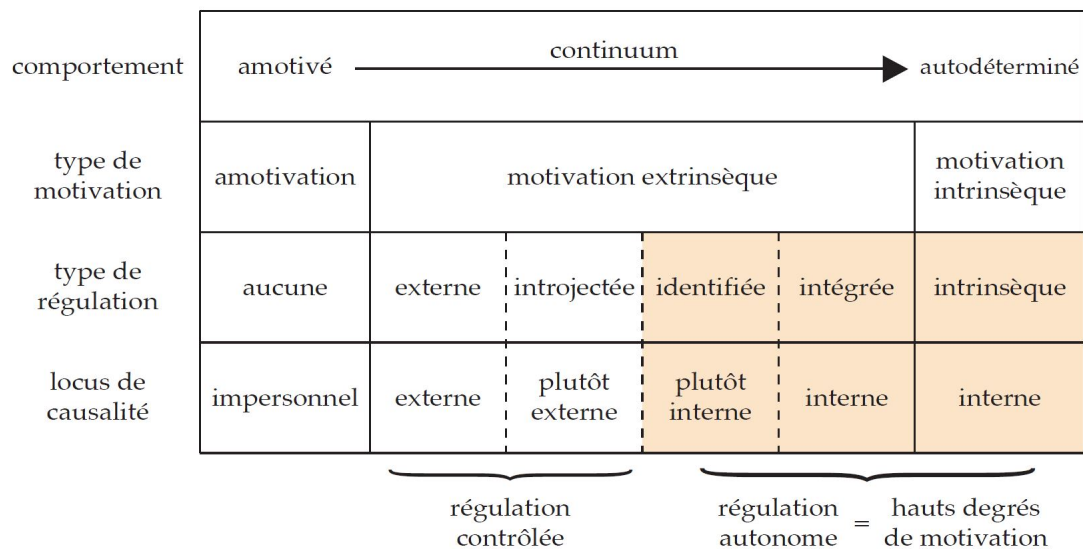 comportement
amotivé
continuum
autodéterminé
type de
motivation
amotivation
motivation extrinsèque
motivation
intrinsèque
type de
régulation
aucune
externe
introjectée
identifiée
intégrée
intrinsèque
locus de
causalité
impersonnel
externe
plutôt
externe
plutôt
interne
interne
interne
régulation
contrôlée
régulation
autonome
=
hauts degrés
de motivation